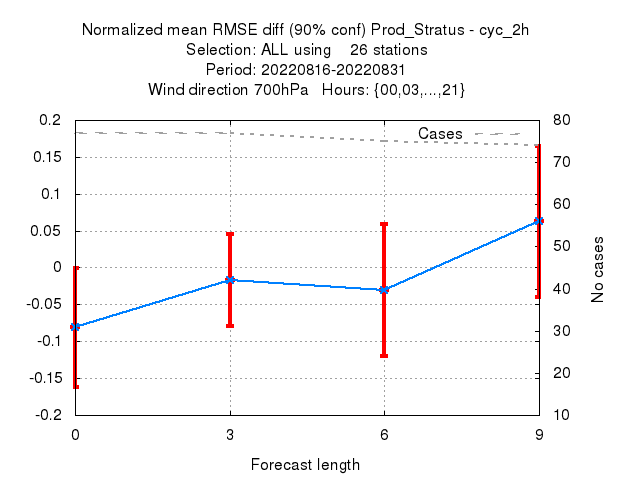 Normalized mean RMSE diff (90% conf) Prod_Stratus - cyc_2h
Selection: ALL using    26 stations
Period: 20220816-20220831
Wind direction 700hPa   Hours: {00,03,...,21}
Cases
0.2
0.15
0.1
0.05
0
-0.05
-0.1
-0.15
-0.2
80
70
60
50
40
30
20
10
No cases
0 3 6 9
Forecast length